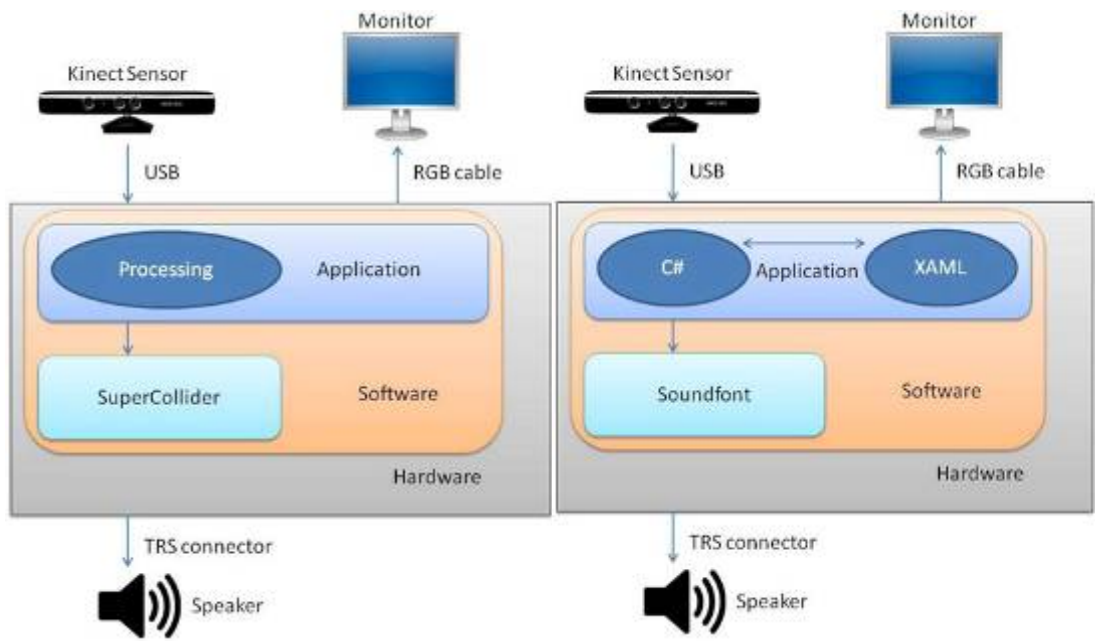 Monitor
Kinect Sensor
USB
RGB cable
Processing
Application
SuperCollider
Software
Hardware
TRS connector
Speaker
Monitor
Kinect Sensor
USB
RGB cable
C#
Application
XAML
Soundfont
Software
Hardware
TRS connector
Speaker